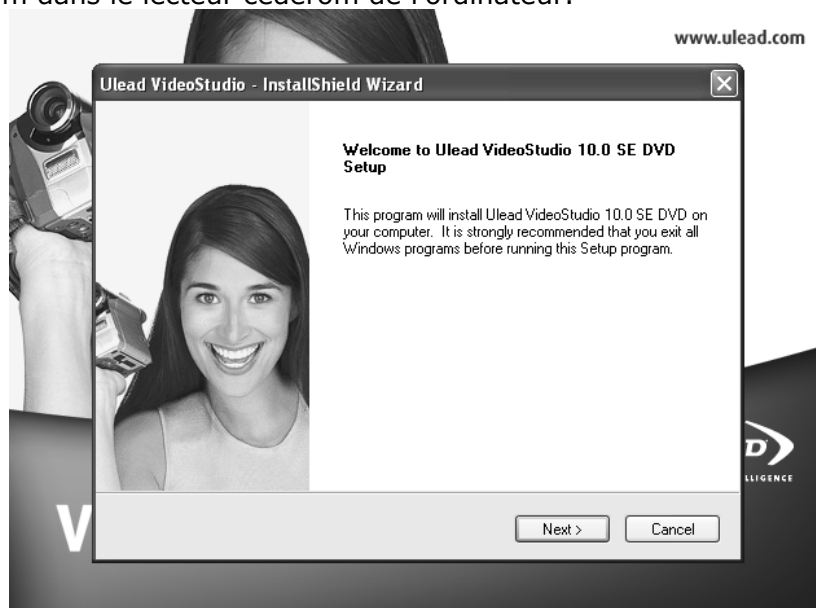 dans le lecteur cédérom de l'ordinateur.
www.ulead.com
Ulead VideoStudio - InstallShield Wizard
Welcome to Ulead VideoStudio 10.0 SE DVD
Setup
This program will install Ulead VideoStudio 10.0 SE DVD on
your computer. It is strongly recommended that you exit all
Windows programs before running this Setup program.
Next >
Cancel